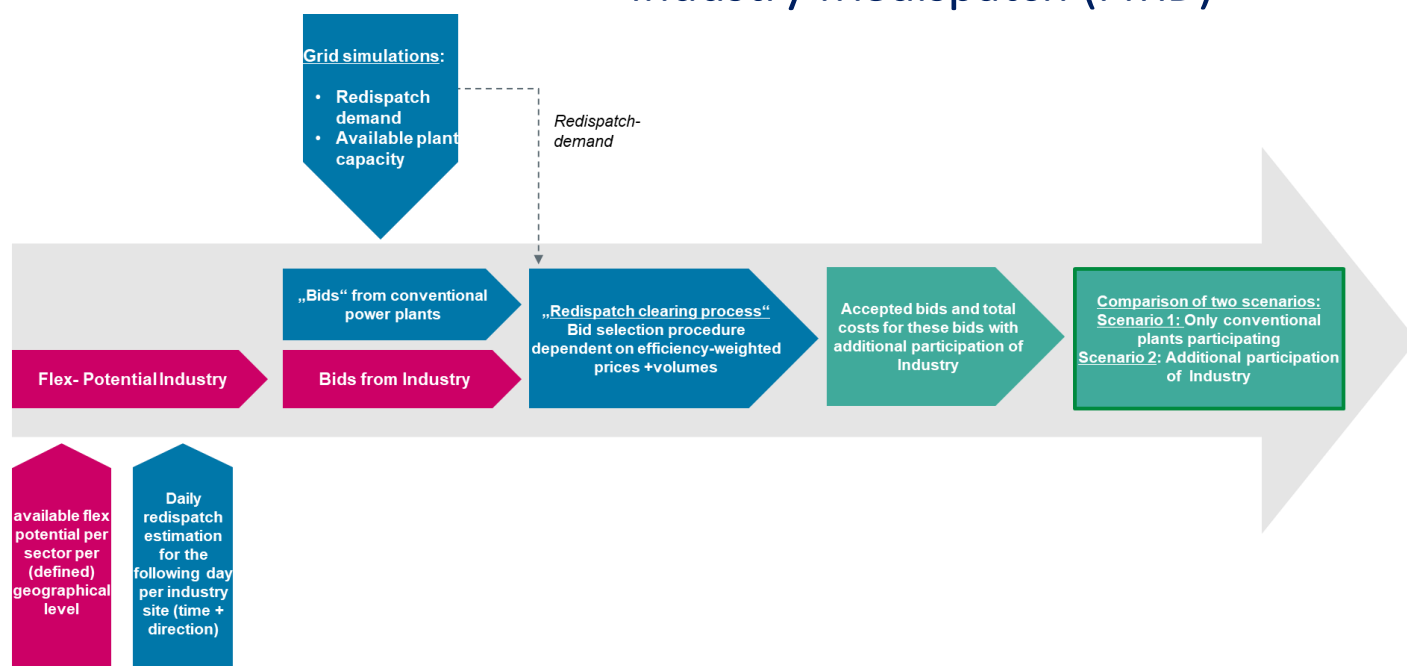 Grid simulations:
• Redispatch
demand
• Available plant
capacity
Redispatch-
demand
„Bids“ from conventional
power plants
Flex- Potential Industry
Bids from Industry
„Redispatch clearing process“
Bid selection procedure
dependent on efficiency-weighted
prices +volumes
Accepted bids and total
costs for these bids with
additional participation of
Industry
Comparison of two scenarios:
Scenario 1: Only conventional
plants participating
Scenario 2: Additional participation
of Industry
available flex
potential per
sector per
(defined)
geographical
level
Daily
redispatch
estimation
for the
following day
per industry
site (time +
direction)